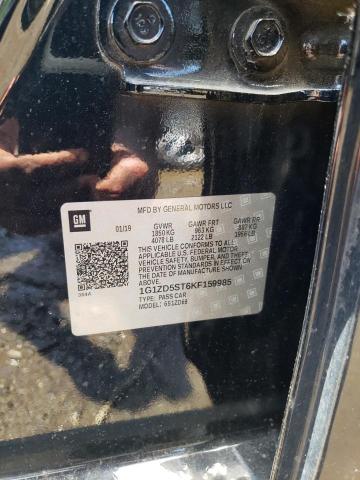 MFD BY GENERAL MOTORS LLC
GM
01/19 GVWR GAWR FRT GAWR RR
1850 KG 963 KG 887 KG
4078 LB 2122 LB 1956 LB
THIS VEHICLE CONFORMS TO ALL
APPLICABLE U.S. FEDERAL MOTOR
VEHICLE SAFETY, BUMPER, AND THEFT
PREVENTION STANDARDS IN EFFECT ON THE
DATE OF MANUFACTURE SHOWN
ABOVE.
1G1ZD5ST6KF159985
TYPE: PASS CAR
MODEL: